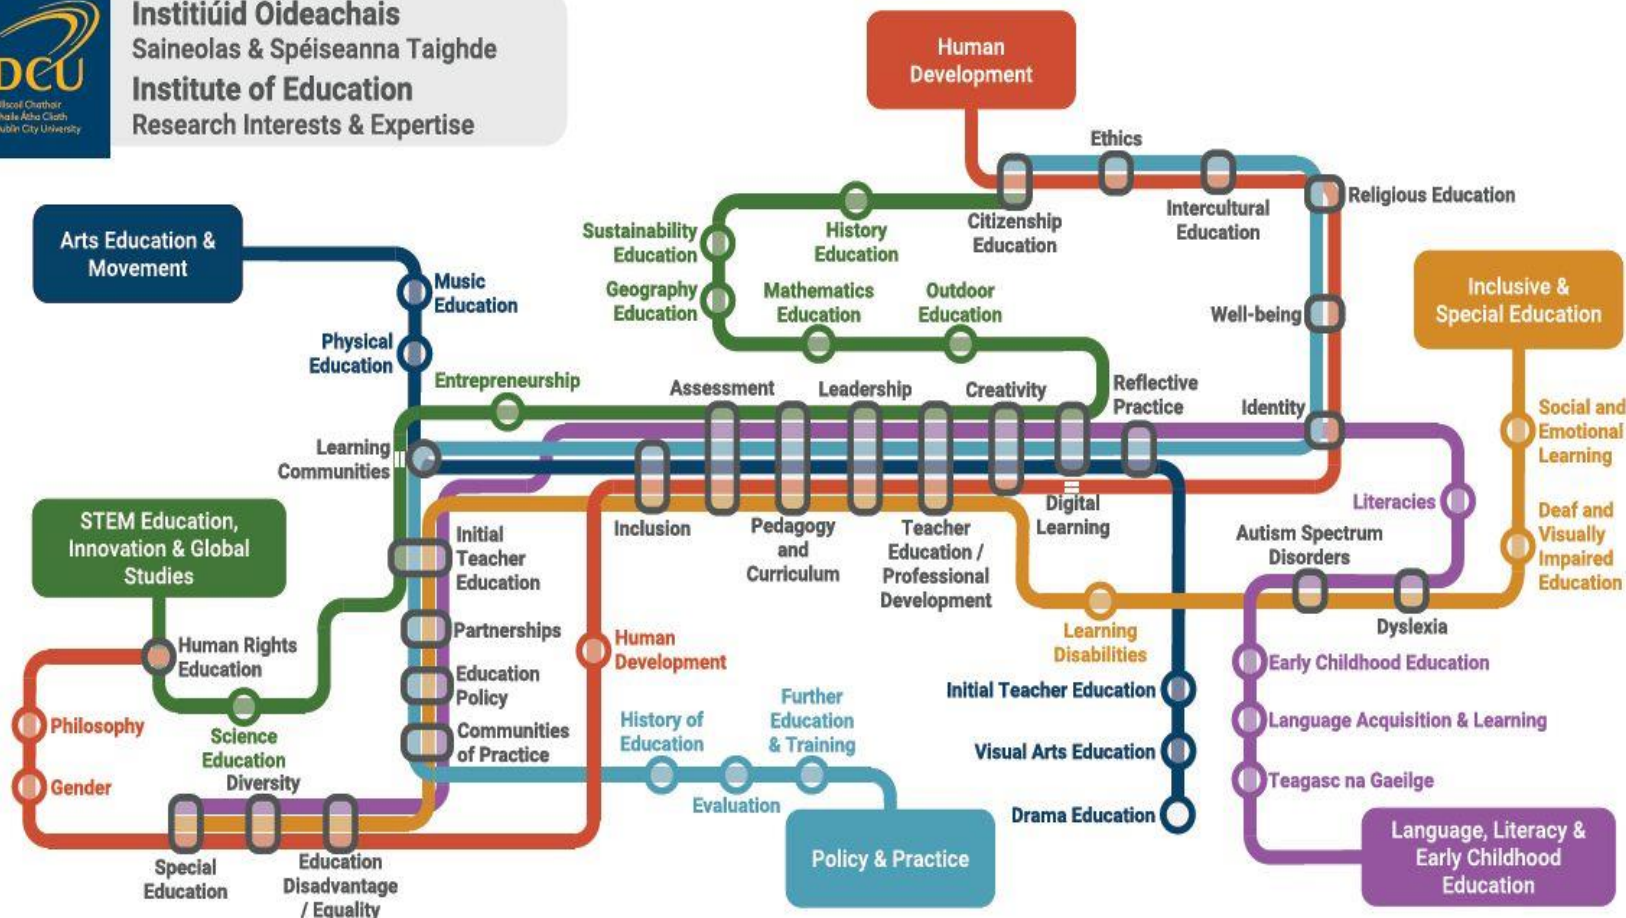 Institiúid Oideachais
Saineolas & Spéiseanna Taighde
Institute of Education
Research Interests & Expertise
DCU
Human
Development
Ethics
Religious Education
Citizenship
Education
Intercultural
Education
Arts Education &
Movement
Sustainability
Education
History
Education
Inclusive &
Special Education
Music
Education
Geography
Education
Mathematics
Education
Outdoor
Education
Well-being
Physical
Education
Entrepreneurship
Assessment
Leadership
Creativity
Reflective
Practice
Identity
Social and
Emotional
Learning
Learning
Communities
STEM Education,
Innovation & Global
Studies
Initial
Teacher
Education
Inclusion
Pedagogy
and
Curriculum
Teacher
Education /
Professional
Development
Digital
Learning
Literacies
Autism Spectrum
Disorders
Deaf and
Visually
Impaired
Education
Human Rights
Education
Partnerships
Human
Development
Learning
Disabilities
Dyslexia
Early Childhood Education
Philosophy
Science
Education
Education
Policy
Initial Teacher Education
Language Acquisition & Learning
Gender
Diversity
Communities
of Practice
History of
Education
Further
Education
& Training
Evaluation
Visual Arts Education
Teagasc na Gaeilge
Drama Education
Special
Education
Education
Disadvantage
/ Equality
Policy & Practice
Language, Literacy &
Early Childhood
Education